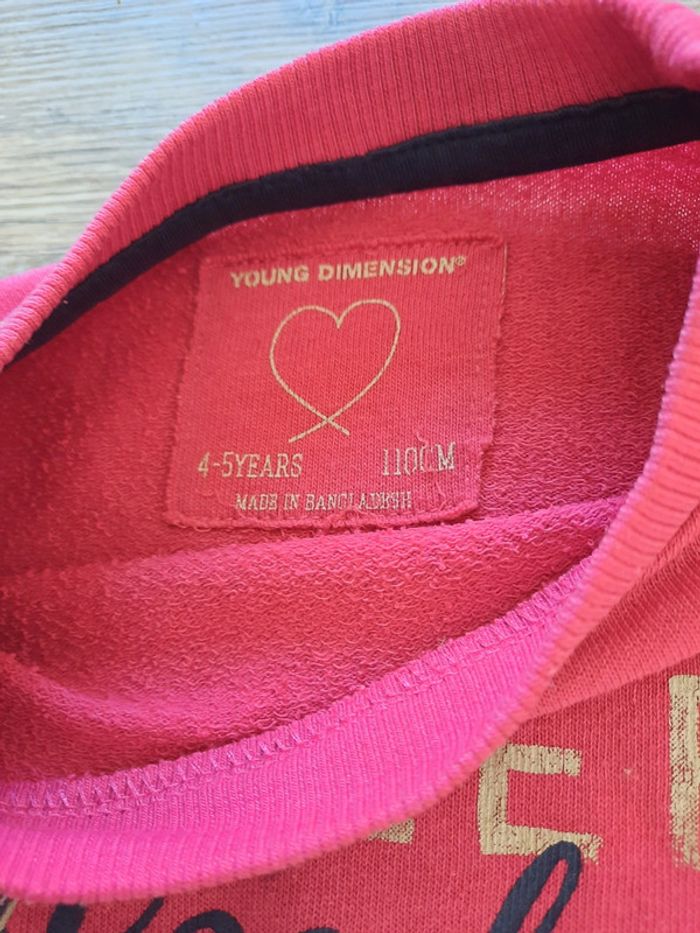 YOUNG DIMENSION®
4-5YEARS 110CM
MADE IN BANGLADESH